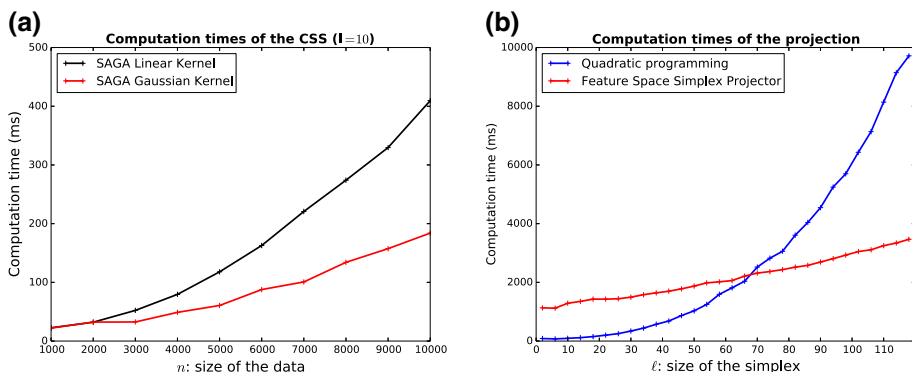 (a)
Computation times of the CSS (l=10)
500
400
300
200
100
0
Computation time (ms)
SAGA Linear Kernel
SAGA Gaussian Kernel
1000 2000 3000 4000 5000 6000 7000 8000 9000 10000
n: size of the data
(b)
Computation times of the projection
10000
8000
6000
4000
2000
0
Computation time (ms)
Quadratic programming
Feature Space Simplex Projector
0 10 20 30 40 50 60 70 80 90 100 110
ℓ: size of the simplex